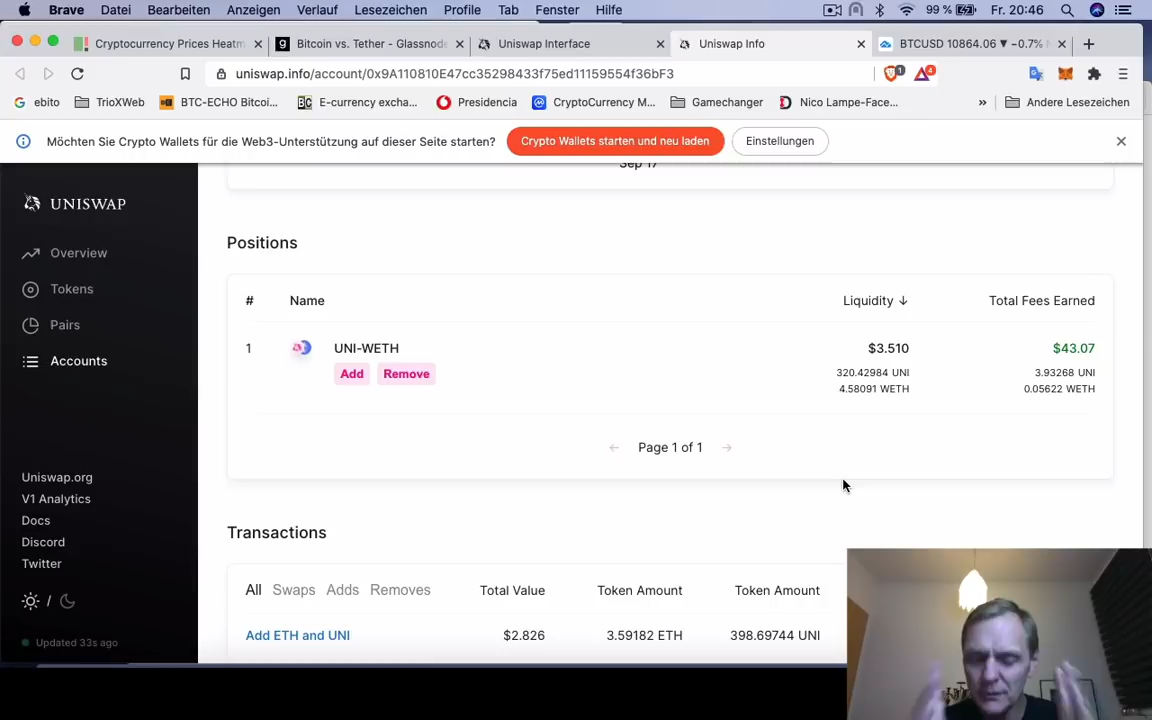 Brave Datei Bearbeiten Anzeigen Verlauf Lesezeichen Profile Tab Fenster Hilfe 99 % Fr. 20:46
Cryptocurrency Prices Heatm Bitcoin vs. Tether - Glassnode Uniswap Interface Uniswap Info BTCUSD 10864.06 ▼ −0.7%
uniswap.info/account/0x9A110810E47cc35298433f75ed11159554f36bF3 1 4
ebito TrioXWeb BTC-ECHO Bitcoi... E-currency excha... Presidencia CryptoCurrency M... Gamechanger Nico Lampe-Face... » Andere Lesezeichen
Möchten Sie Crypto Wallets für die Web3-Unterstützung auf dieser Seite starten? Crypto Wallets starten und neu laden Einstellungen
Sep 17
UNISWAP
Overview
Tokens
Pairs
Accounts
Uniswap.org
V1 Analytics
Docs
Discord
Twitter
/
Updated 33s ago
Positions
# Name Liquidity ↓ Total Fees Earned
1 UNI-WETH $3.510 $43.07
Add Remove 320.42984 UNI 3.93268 UNI
4.58091 WETH 0.05622 WETH
← Page 1 of 1 →
Transactions
All Swaps Adds Removes Total Value Token Amount Token Amount
Add ETH and UNI $2.826 3.59182 ETH 398.69744 UNI